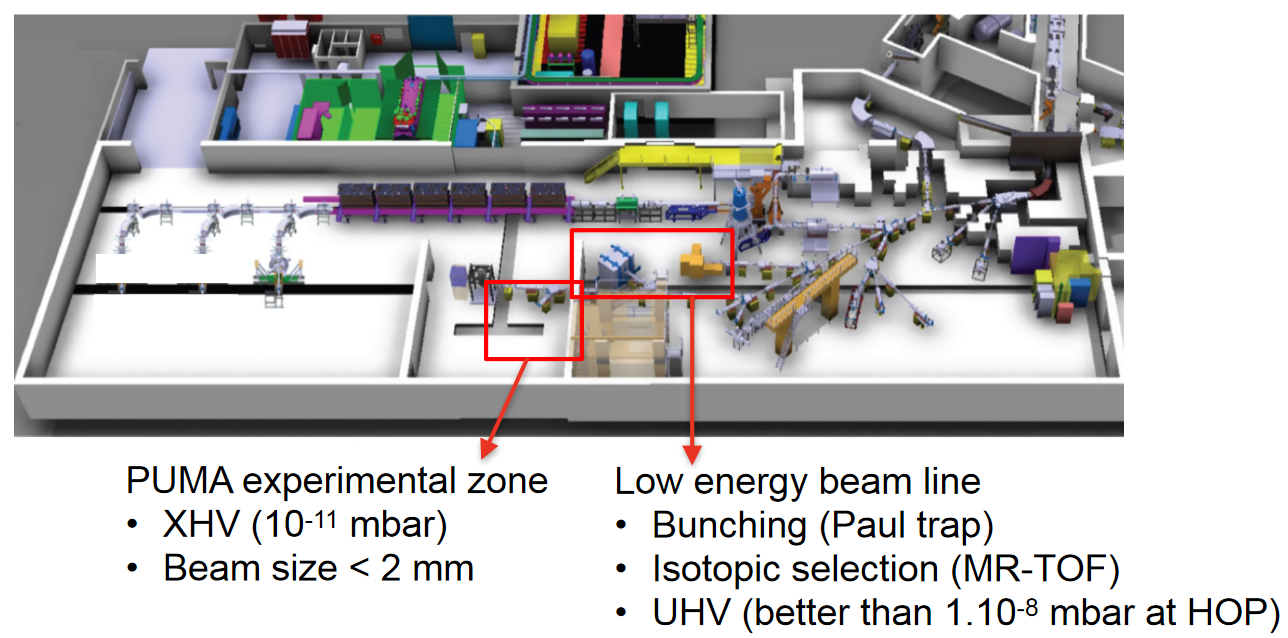 PUMA experimental zone
• XHV (10⁻¹¹ mbar)
• Beam size < 2 mm
Low energy beam line
• Bunching (Paul trap)
• Isotopic selection (MR-TOF)
• UHV (better than 1.10⁻⁸ mbar at HOP)